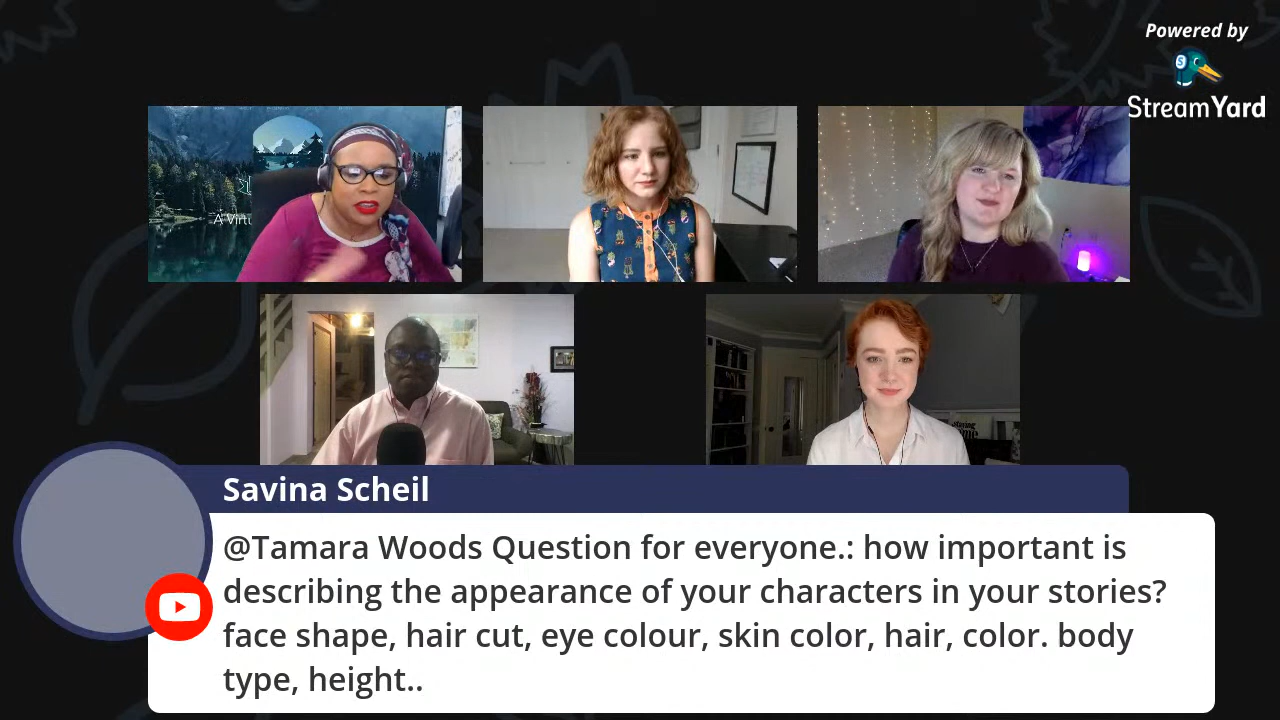 Powered by
StreamYard
A Virtu
Savina Scheil
@Tamara Woods Question for everyone.: how important is
describing the appearance of your characters in your stories?
face shape, hair cut, eye colour, skin color, hair, color. body
type, height..